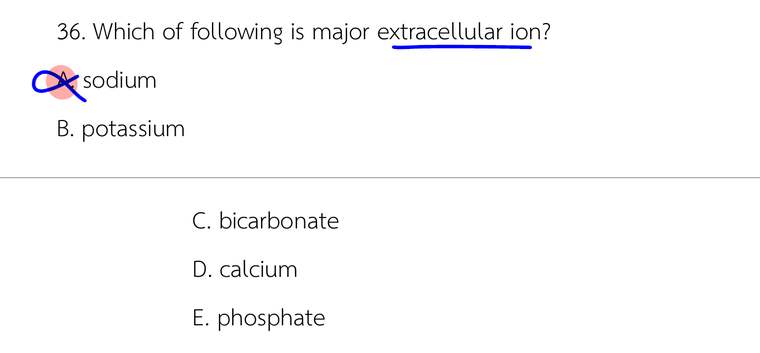 36. Which of following is major extracellular ion?
A. sodium
B. potassium
C. bicarbonate
D. calcium
E. phosphate